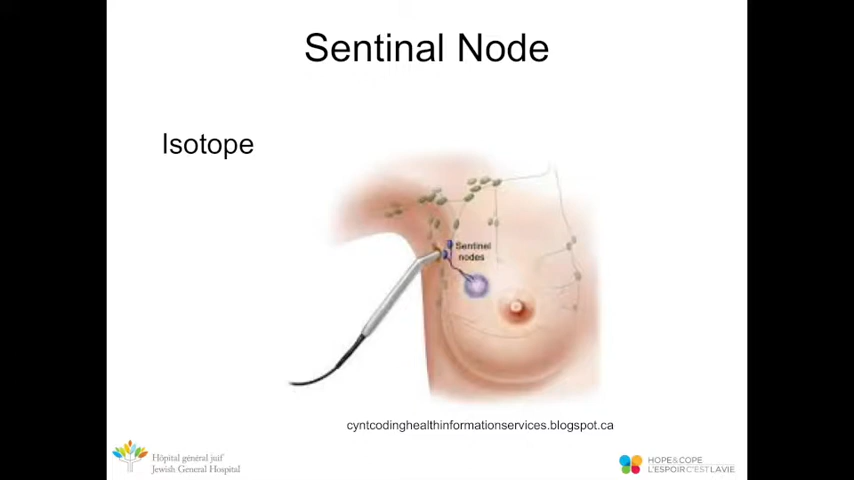 Sentinal Node
Isotope
Sentinel
nodes
cyntcodinghealthinformationservices.blogspot.ca
Hôpital général juif
Jewish General Hospital
HOPE&COPE
L'ESPOIR C'EST LA VIE